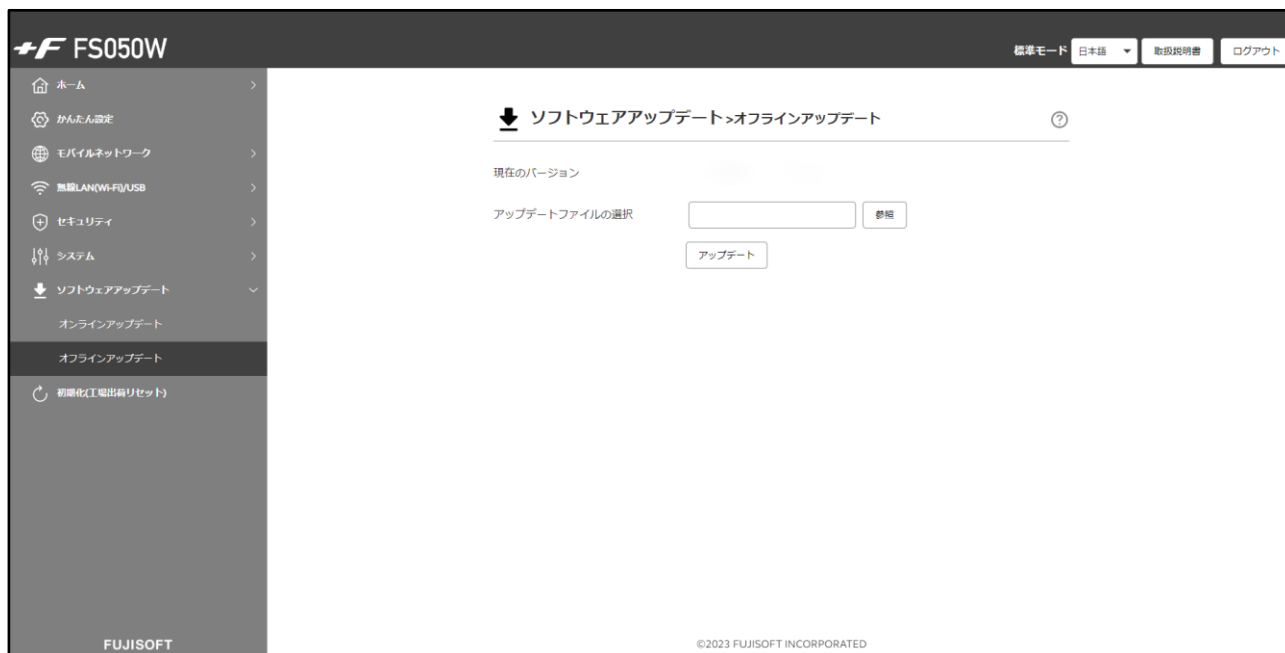 +F FS050W
標準モード 日本語 取扱説明書 ログアウト
ホーム
かんたん設定
モバイルネットワーク
無線LAN(Wi-Fi)/USB
セキュリティ
システム
ソフトウェアアップデート
オンラインアップデート
オフラインアップデート
初期化(工場出荷リセット)
FUJISOFT
ソフトウェアアップデート>オフラインアップデート
現在のバージョン
アップデートファイルの選択 参照
アップデート
©2023 FUJISOFT INCORPORATED